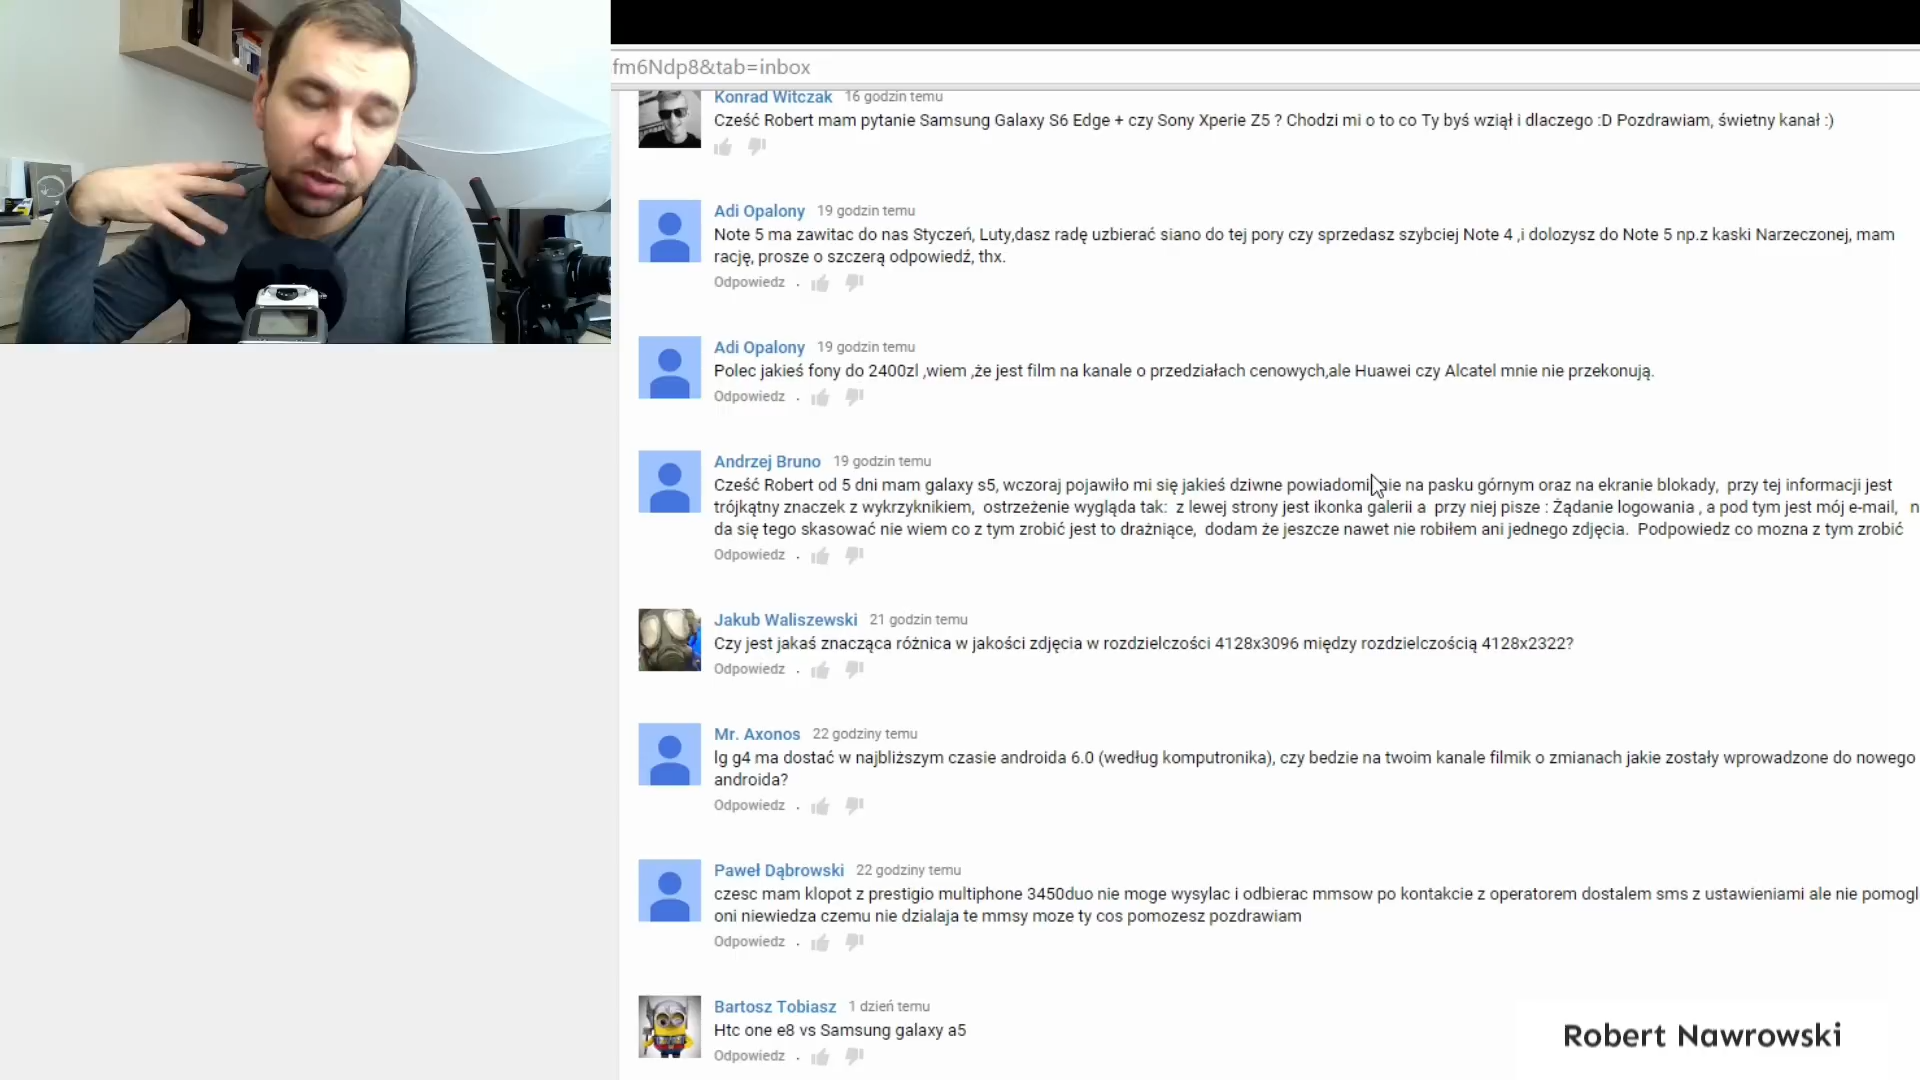 fm6Ndp8&tab=inbox
Konrad Witczak 16 godzin temu
Cześć Robert mam pytanie Samsung Galaxy S6 Edge + czy Sony Xperie Z5 ? Chodzi mi o to co Ty byś wziął i dlaczego :D Pozdrawiam, świetny kanał :)
Adi Opalony 19 godzin temu
Note 5 ma zawitac do nas Styczeń, Luty,dasz radę uzbierać siano do tej pory czy sprzedasz szybciej Note 4 ,i dolozysz do Note 5 np.z kaski Narzeczonej, mam
rację, prosze o szczerą odpowiedź, thx.
Odpowiedz .
Adi Opalony 19 godzin temu
Polec jakieś fony do 2400zl ,wiem ,że jest film na kanale o przedziałach cenowych,ale Huawei czy Alcatel mnie nie przekonują.
Odpowiedz .
Andrzej Bruno 19 godzin temu
Cześć Robert od 5 dni mam galaxy s5, wczoraj pojawiło mi się jakieś dziwne powiadomienie na pasku górnym oraz na ekranie blokady, przy tej informacji jest
trójkątny znaczek z wykrzyknikiem, ostrzeżenie wygląda tak: z lewej strony jest ikonka galerii a przy niej pisze : Żądanie logowania , a pod tym jest mój e-mail, n
da się tego skasować nie wiem co z tym zrobić jest to drażniące, dodam że jeszcze nawet nie robiłem ani jednego zdjęcia. Podpowiedz co mozna z tym zrobić
Odpowiedz .
Jakub Waliszewski 21 godzin temu
Czy jest jakaś znacząca różnica w jakości zdjęcia w rozdzielczości 4128x3096 między rozdzielczością 4128x2322?
Odpowiedz .
Mr. Axonos 22 godziny temu
lg g4 ma dostać w najbliższym czasie androida 6.0 (według komputronika), czy bedzie na twoim kanale filmik o zmianach jakie zostały wprowadzone do nowego
androida?
Odpowiedz .
Paweł Dąbrowski 22 godziny temu
czesc mam klopot z prestigio multiphone 3450duo nie moge wysylac i odbierac mmsow po kontakcie z operatorem dostalem sms z ustawieniami ale nie pomogl
oni niewiedza czemu nie dzialaja te mmsy moze ty cos pomozesz pozdrawiam
Odpowiedz .
Bartosz Tobiasz 1 dzień temu
Htc one e8 vs Samsung galaxy a5
Odpowiedz .
Robert Nawrowski